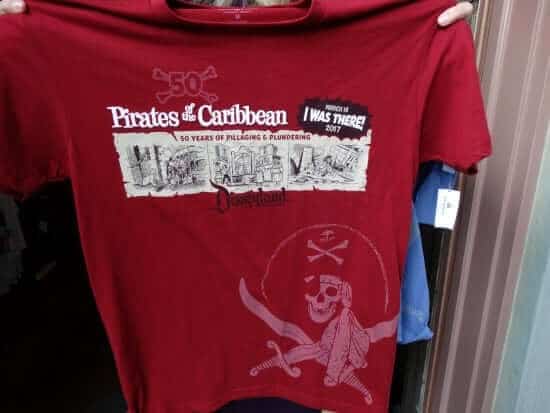 50
Pirates of the Caribbean
MARCH 18
I WAS THERE!
2017
50 YEARS OF PILLAGING & PLUNDERING
Disneyland